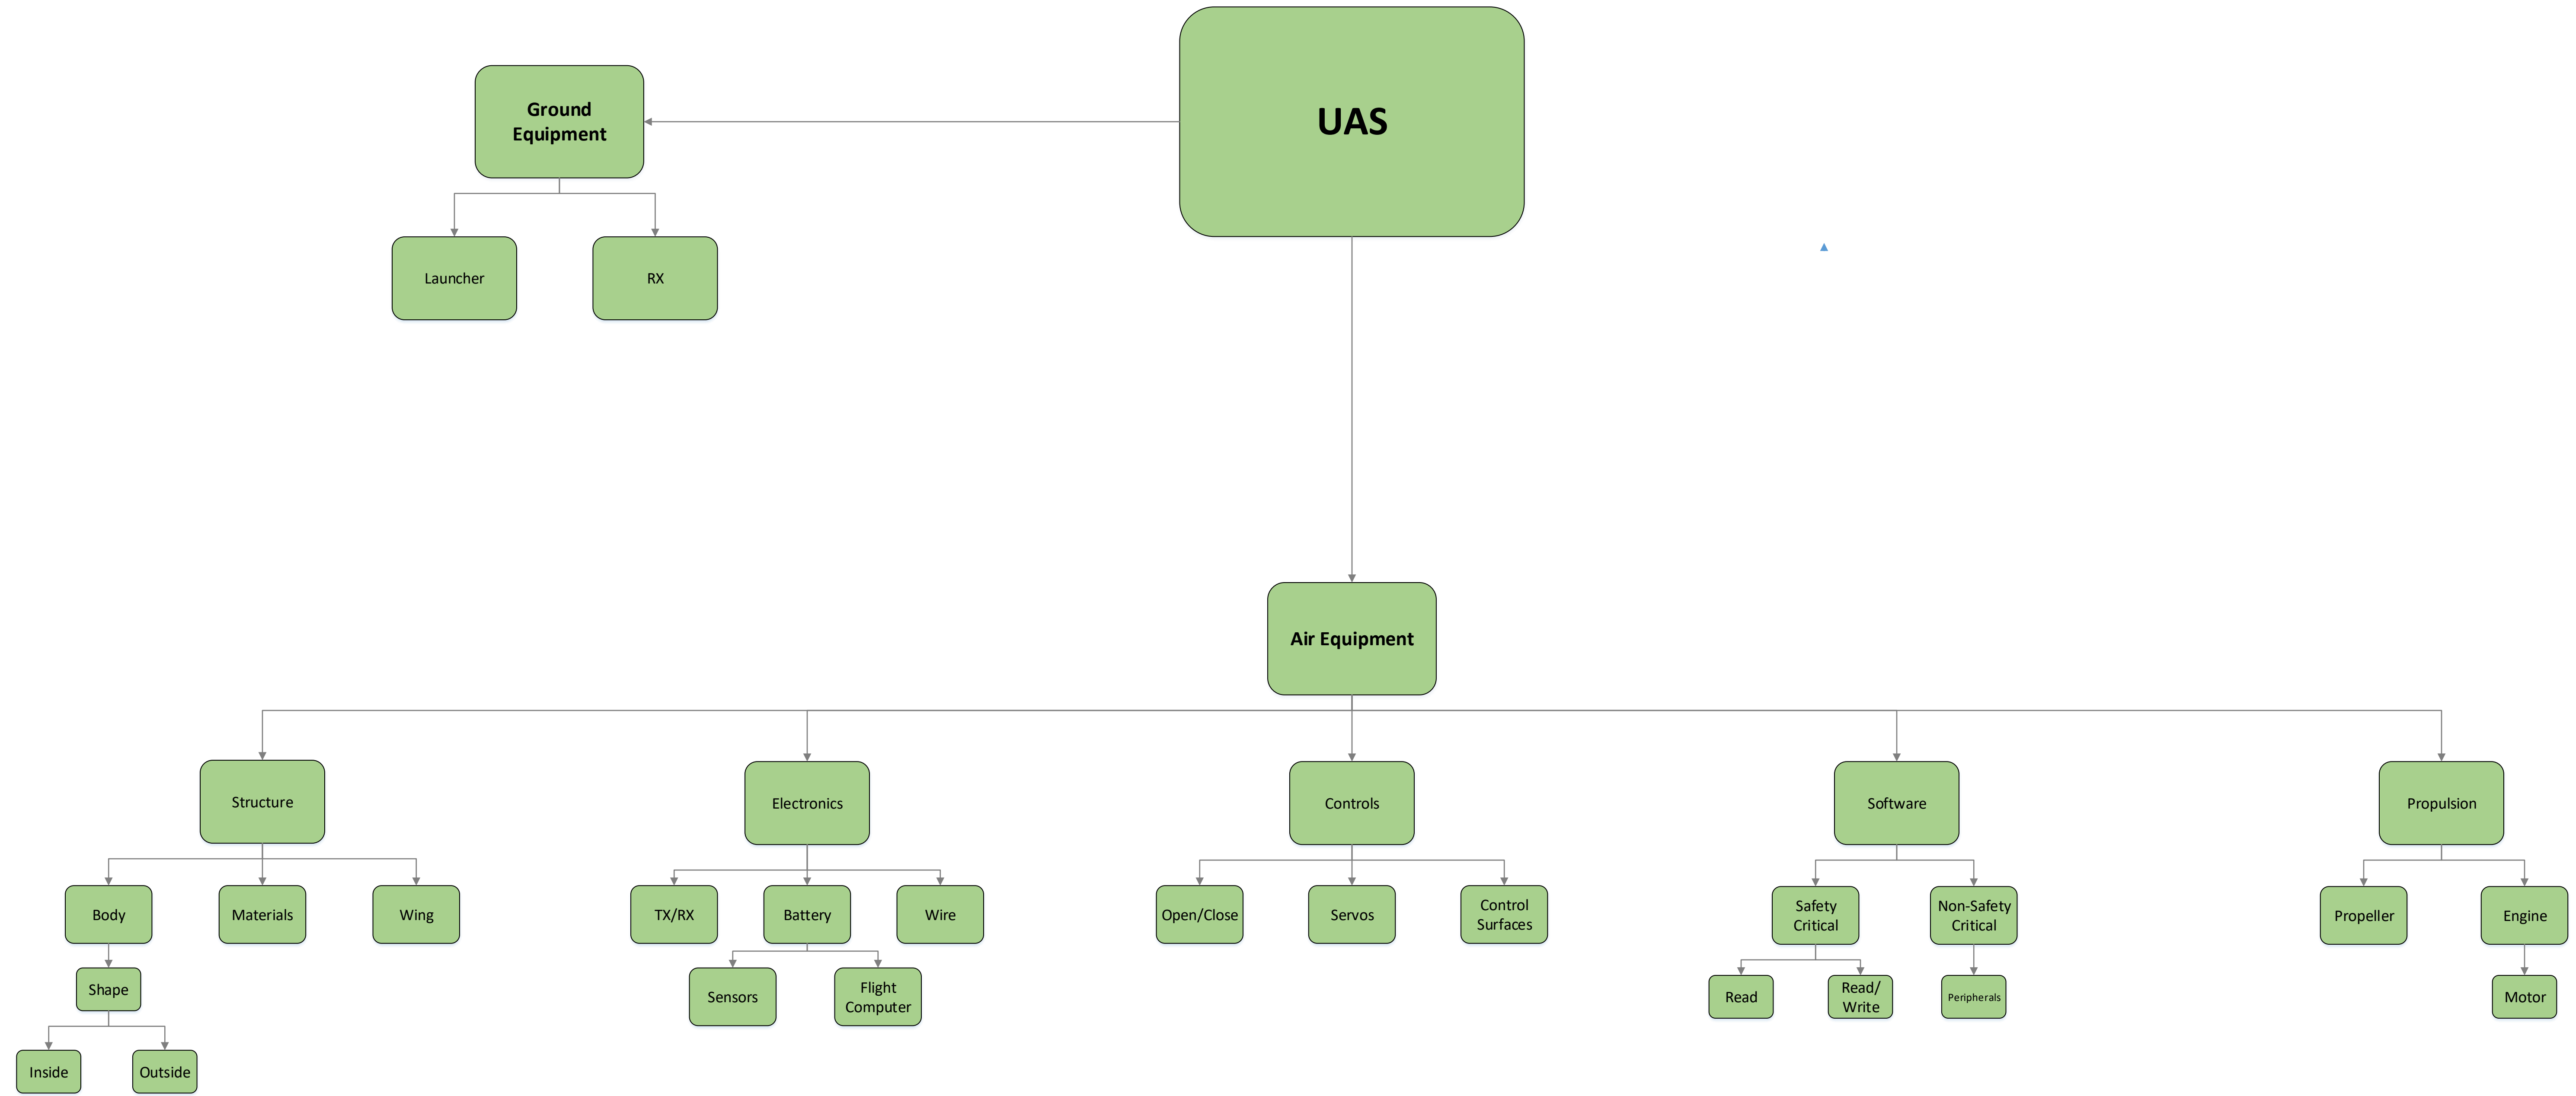 UAS
Ground
Equipment
Launcher
RX
Air Equipment
Structure
Electronics
Controls
Software
Propulsion
Body
Materials
Wing
TX/RX
Battery
Wire
Open/Close
Servos
Control
Surfaces
Safety
Critical
Non-Safety
Critical
Propeller
Engine
Shape
Sensors
Flight
Computer
Read
Read/
Write
Peripherals
Motor
Inside
Outside